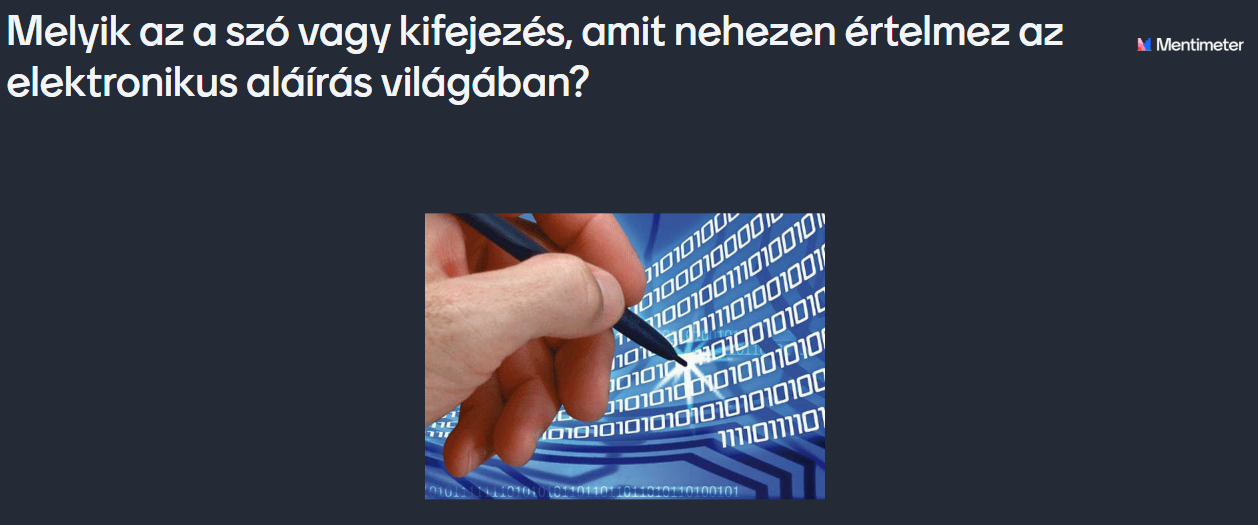 Melyik az a szó vagy kifejezés, amit nehezen értelmez az
elektronikus aláírás világában?
Mentimeter